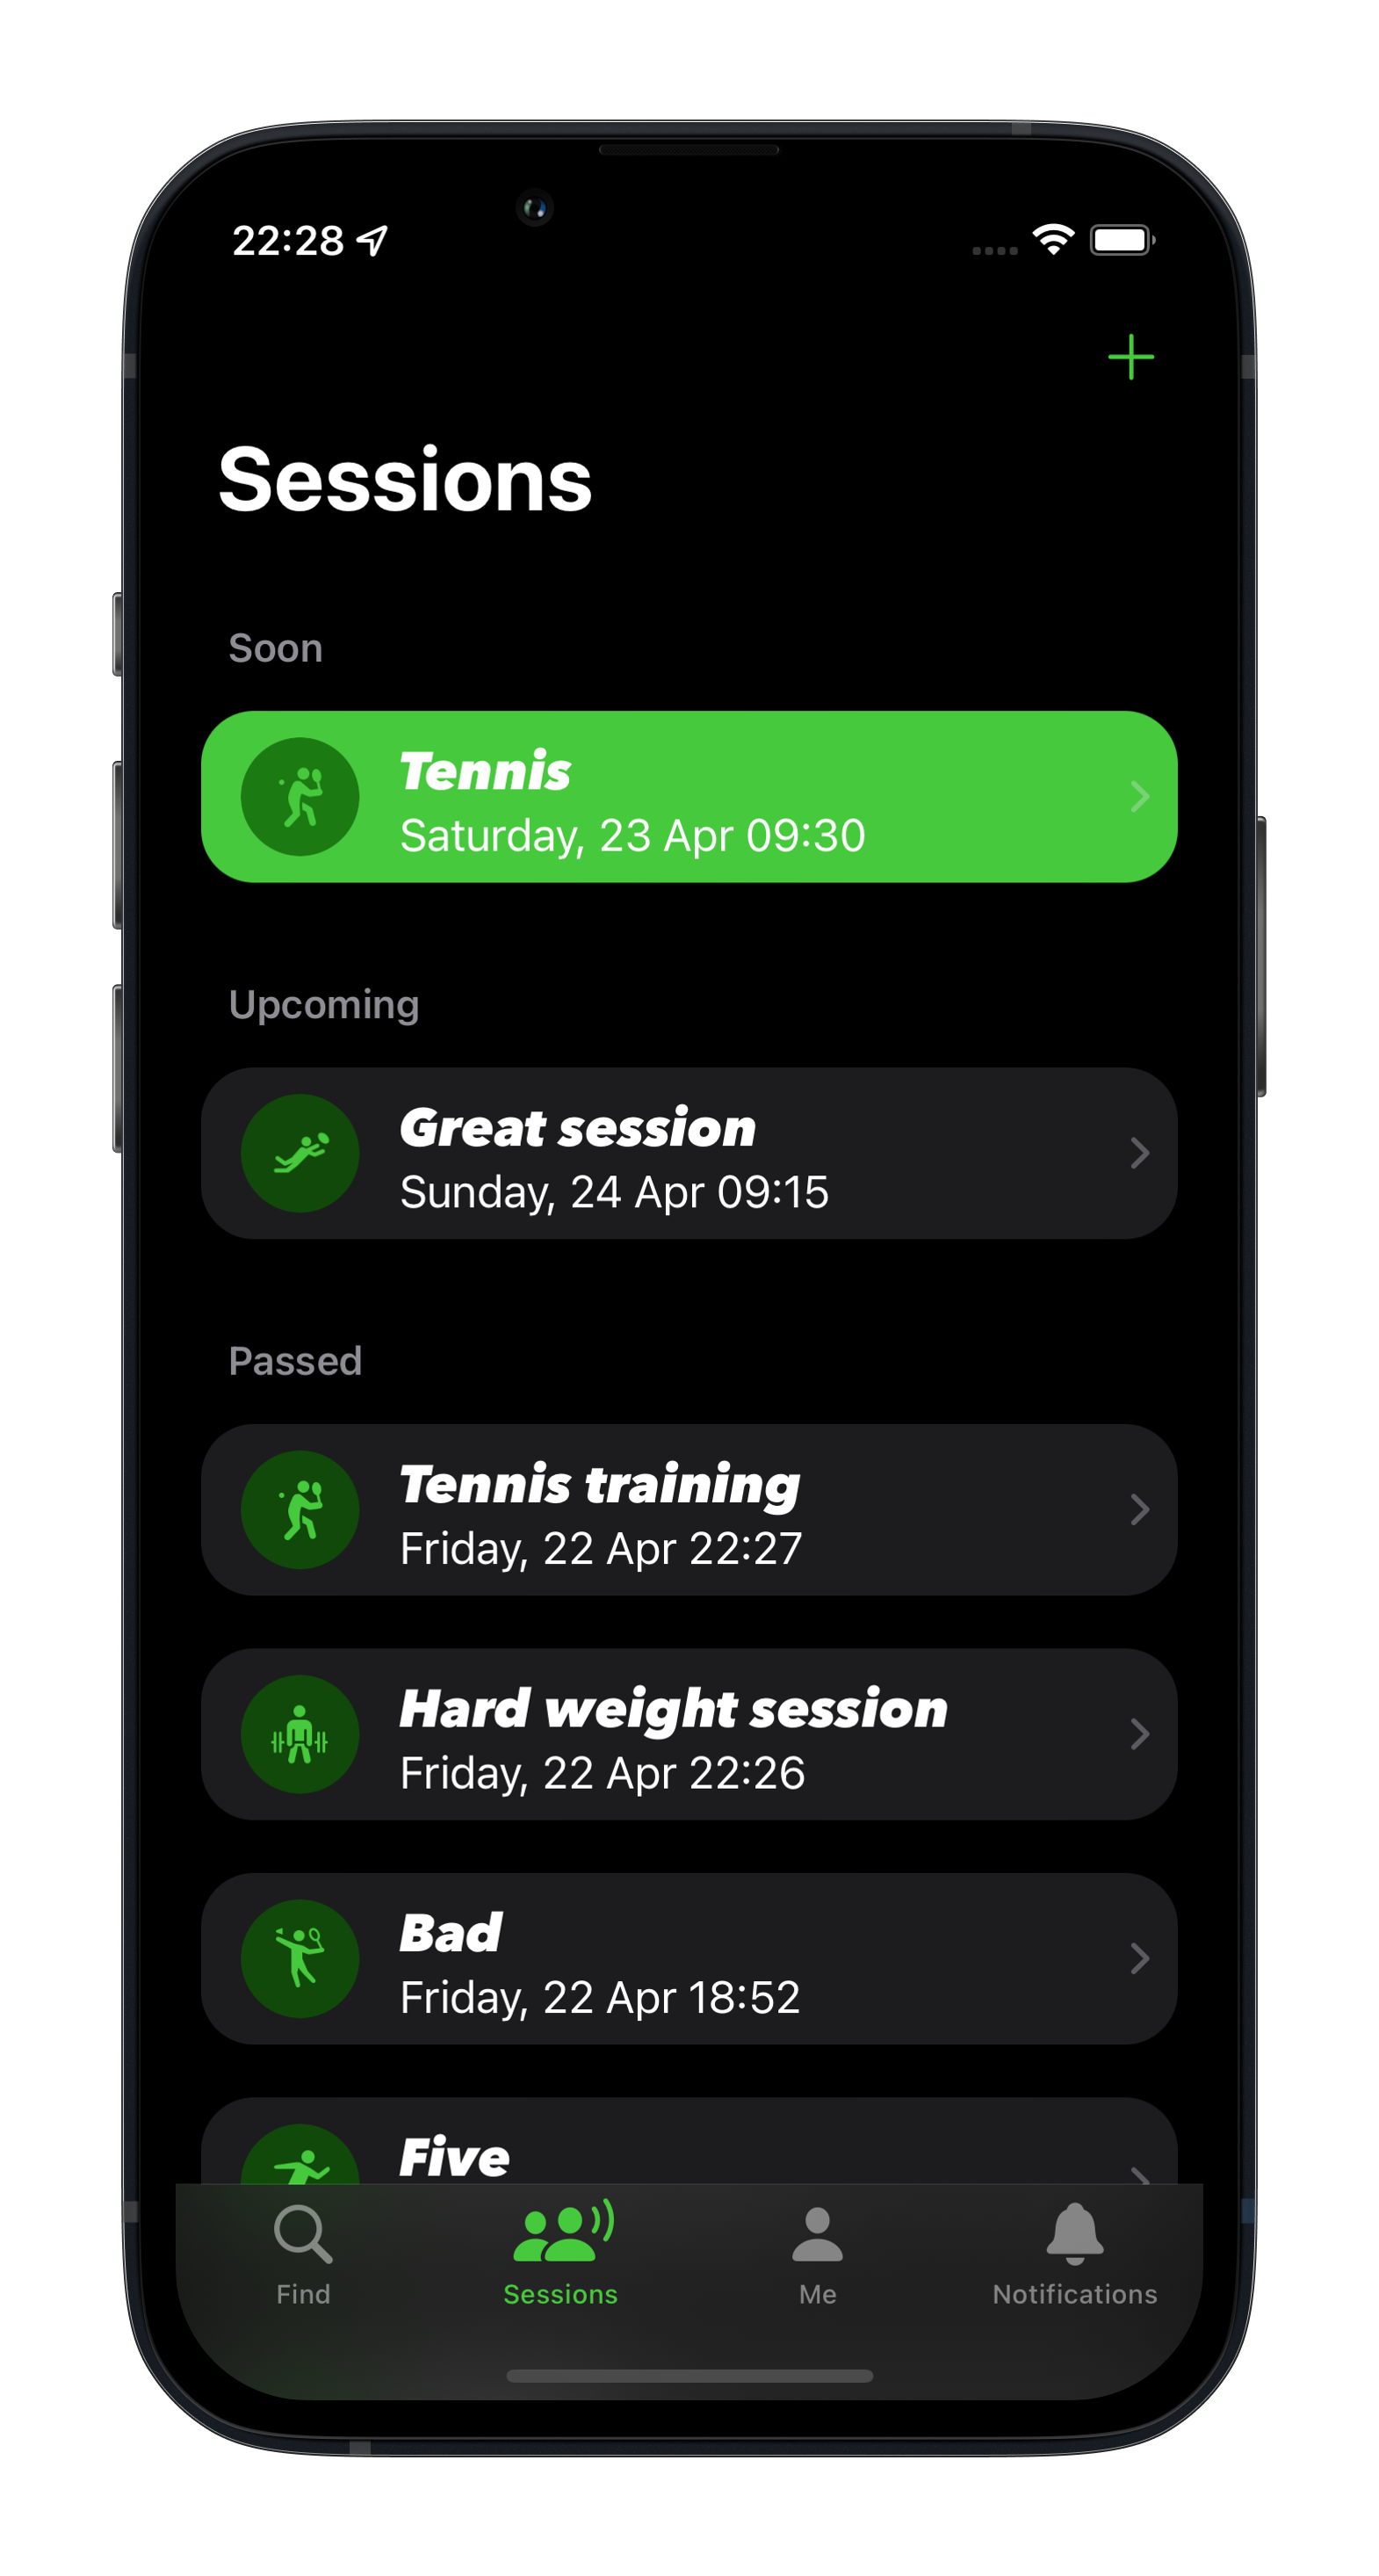 22:28
Sessions
Soon
Tennis
Saturday, 23 Apr 09:30
Upcoming
Great session
Sunday, 24 Apr 09:15
Passed
Tennis training
Friday, 22 Apr 22:27
Hard weight session
Friday, 22 Apr 22:26
Bad
Friday, 22 Apr 18:52
Five
Find
Sessions
Me
Notifications